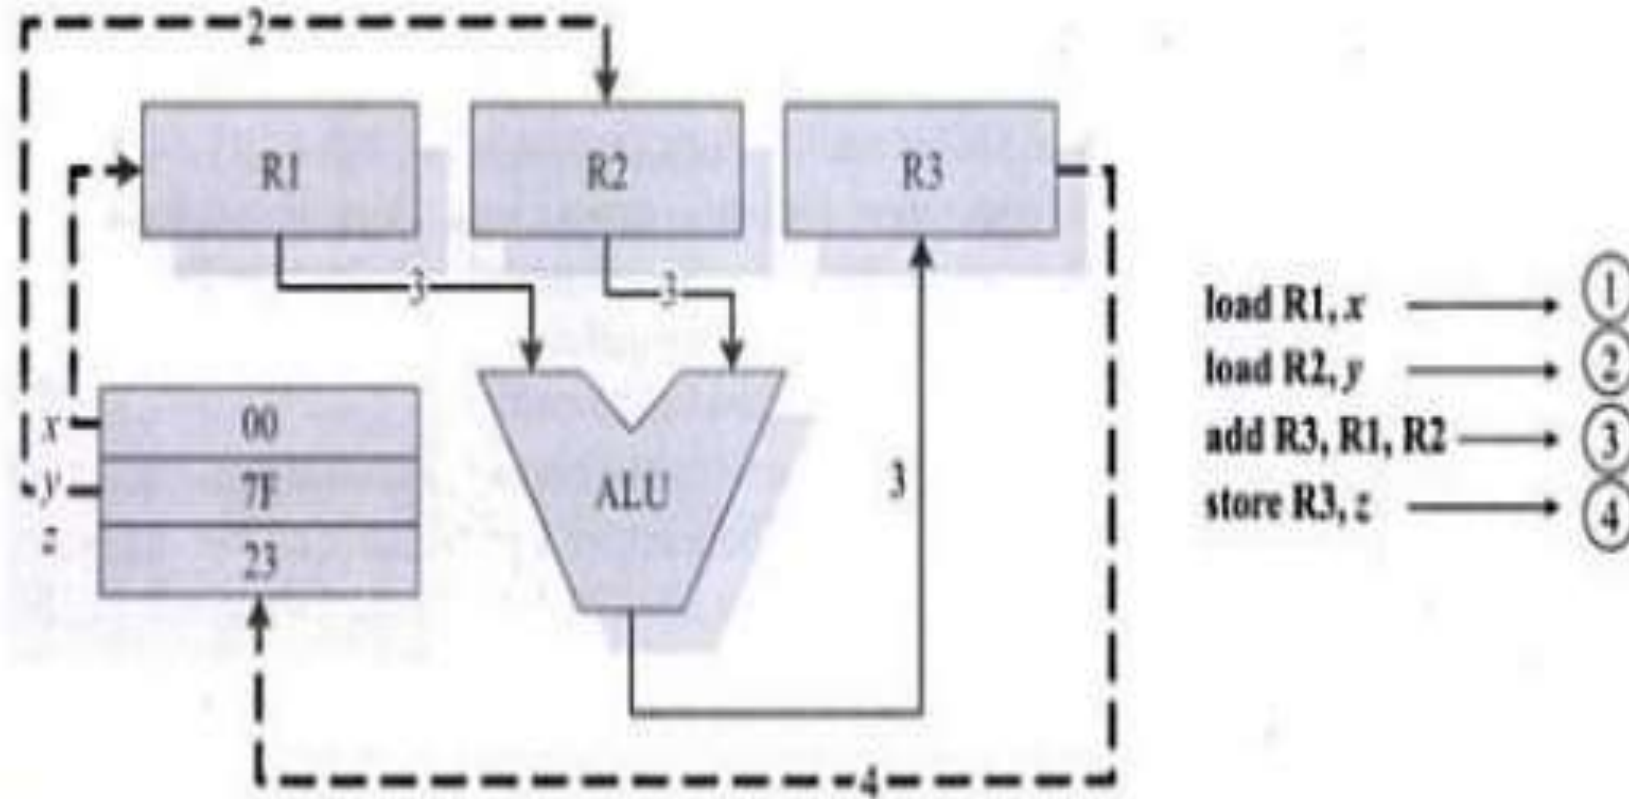 2
R1
R2
R3
3
3
x
00
y
7F
z
23
ALU
3
4
load R1, x
1
load R2, y
2
add R3, R1, R2
3
store R3, z
4